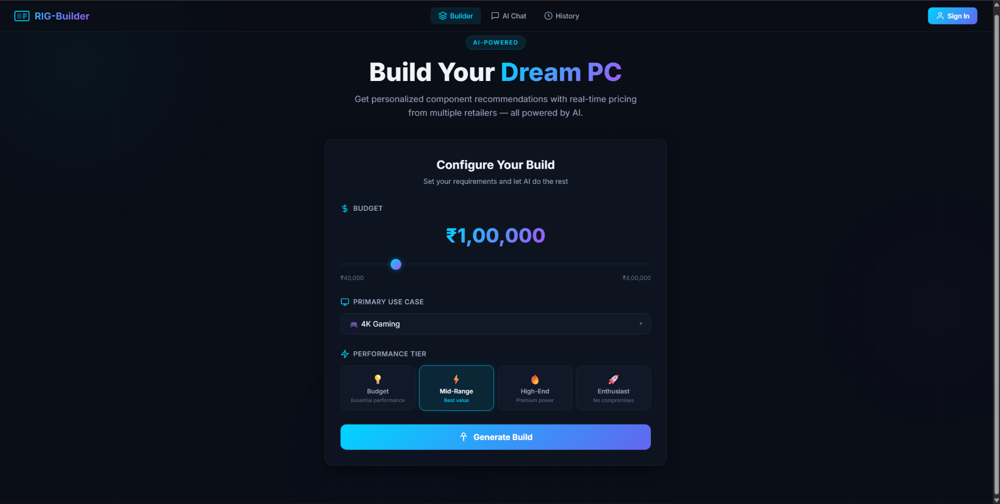 RIG-Builder
Builder
AI Chat
History
Sign In
AI-POWERED
Build Your Dream PC
Get personalized component recommendations with real-time pricing
from multiple retailers — all powered by AI.
Configure Your Build
Set your requirements and let AI do the rest
BUDGET
₹1,00,000
₹40,000
₹4,00,000
PRIMARY USE CASE
🎮 4K Gaming
PERFORMANCE TIER
Budget
Essential performance
Mid-Range
Best value
High-End
Premium power
Enthusiast
No compromises
Generate Build